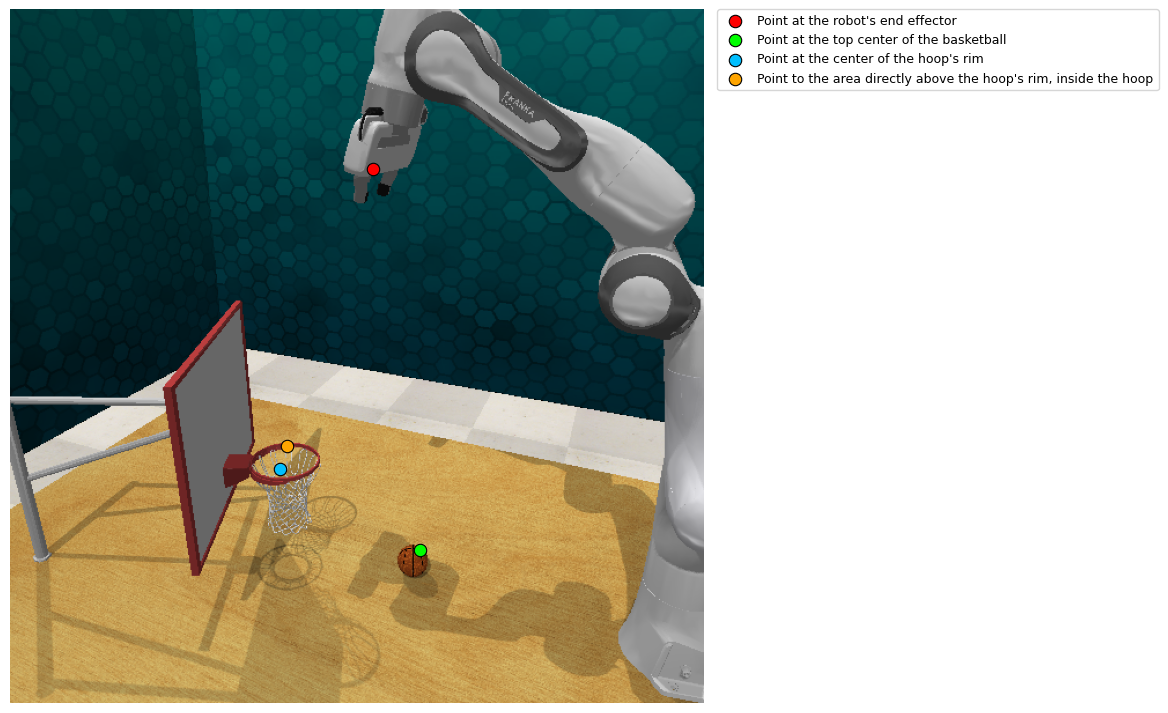 Point at the robot's end effector
Point at the top center of the basketball
Point at the center of the hoop's rim
Point to the area directly above the hoop's rim, inside the hoop
FRANKA